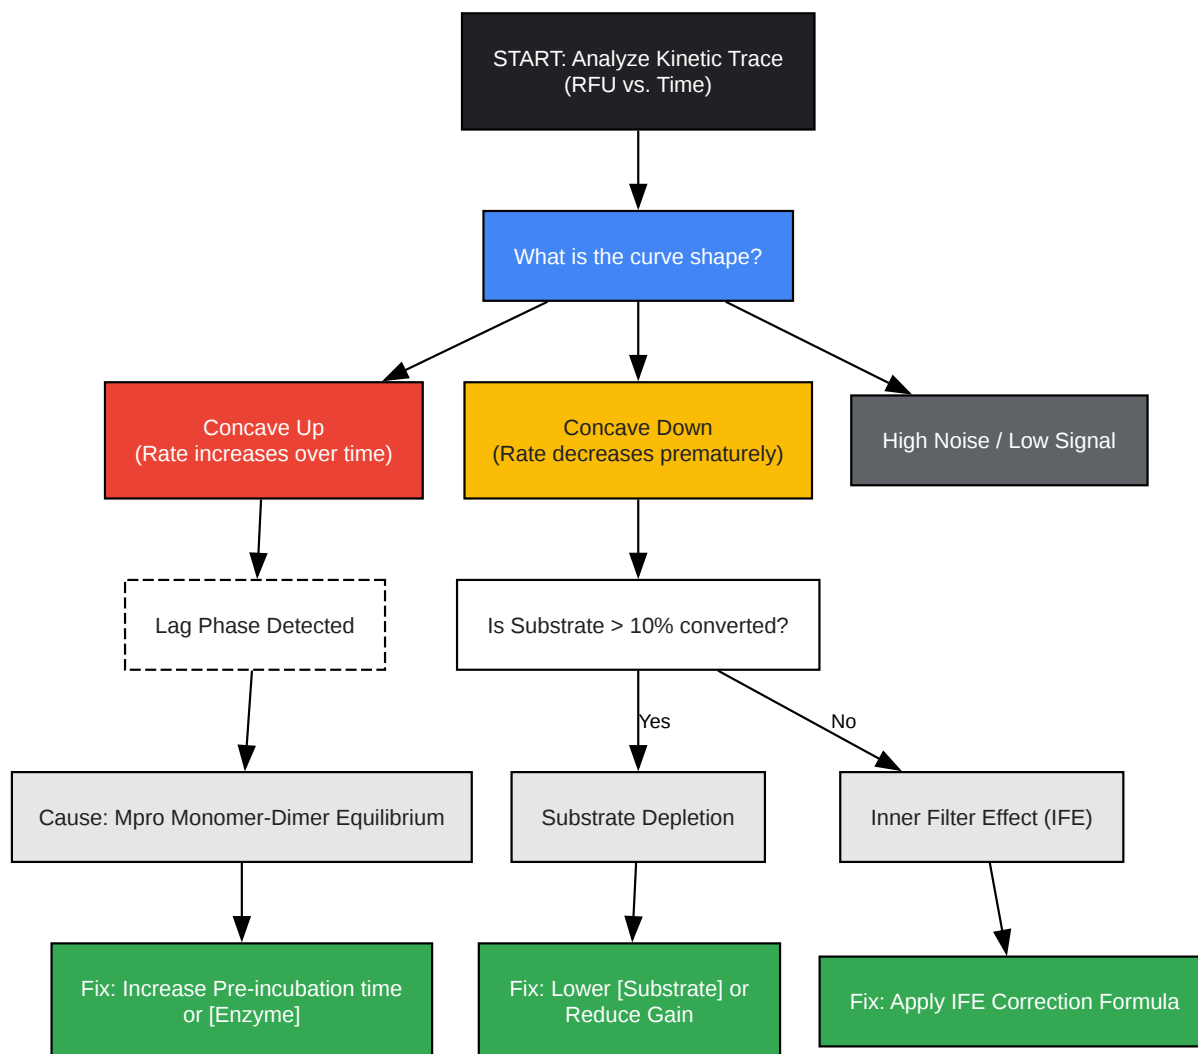 START: Analyze Kinetic Trace
(RFU vs. Time)
What is the curve shape?
Concave Up
(Rate increases over time)
Concave Down
(Rate decreases prematurely)
High Noise / Low Signal
Lag Phase Detected
Is Substrate > 10% converted?
Yes
No
Cause: Mpro Monomer-Dimer Equilibrium
Substrate Depletion
Inner Filter Effect (IFE)
Fix: Increase Pre-incubation time
or [Enzyme]
Fix: Lower [Substrate] or
Reduce Gain
Fix: Apply IFE Correction Formula